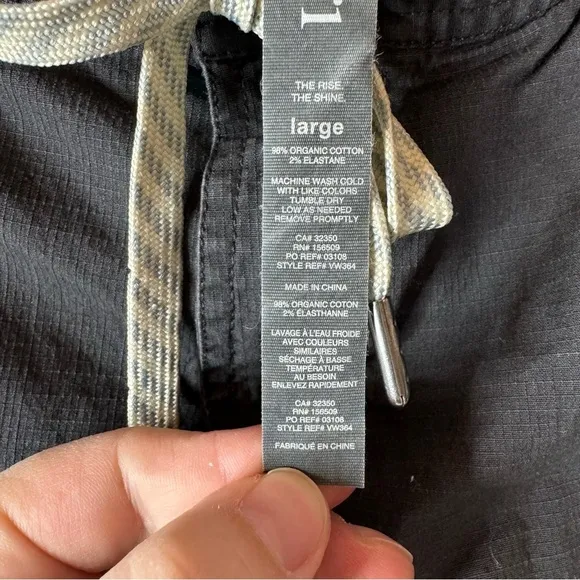 THE RISE.
THE SHINE.
large
98% ORGANIC COTTON
2% ELASTANE
MACHINE WASH COLD
WITH LIKE COLORS
TUMBLE DRY
LOW AS NEEDED
REMOVE PROMPTLY
CA# 32350
RN# 156509
PO REF# 03108
STYLE REF# VW364
MADE IN CHINA
98% ORGANIC COTON
2% ÉLASTHANNE
LAVAGE À L'EAU FROIDE
AVEC COULEURS
SIMILAIRES
SÉCHAGE À BASSE
TEMPÉRATURE
AU BESOIN
ENLEVEZ RAPIDEMENT
CA# 32350
RN# 156509
PO REF# 03108
STYLE REF# VW364
FABRIQUÉ EN CHINE